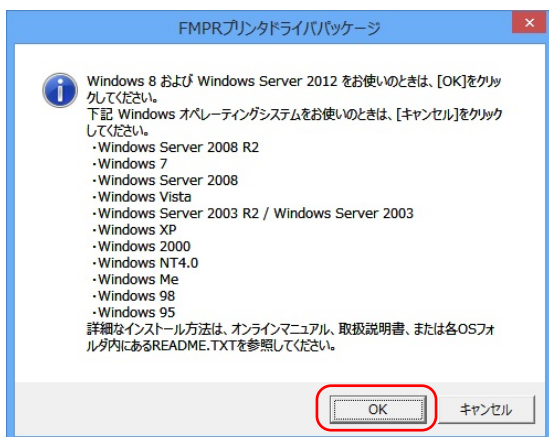 FMPRプリンタドライバパッケージ
Windows 8 および Windows Server 2012 をお使いのときは、[OK]をクリッ
クしてください。
下記 Windows オペレーティングシステムをお使いのときは、[キャンセル]をクリック
してください。
・Windows Server 2008 R2
・Windows 7
・Windows Server 2008
・Windows Vista
・Windows Server 2003 R2 / Windows Server 2003
・Windows XP
・Windows 2000
・Windows NT4.0
・Windows Me
・Windows 98
・Windows 95
詳細なインストール方法は、オンラインマニュアル、取扱説明書、または各OSフォ
ルダ内にあるREADME.TXTを参照してください。
OK
キャンセル